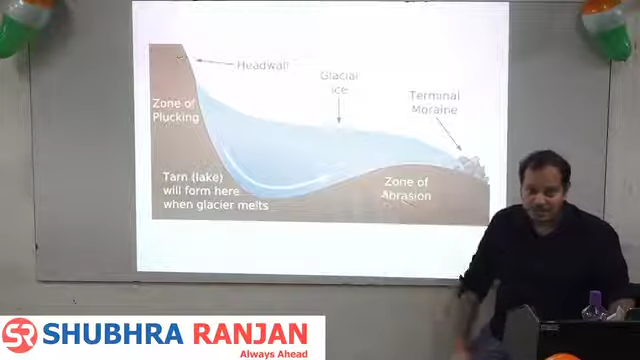 Headwall
Glacial
ice
Terminal
Moraine
Zone of
Plucking
Tarn (lake)
will form here
when glacier melts
Zone of
Abrasion
SR SHUBHRA RANJAN
Always Ahead